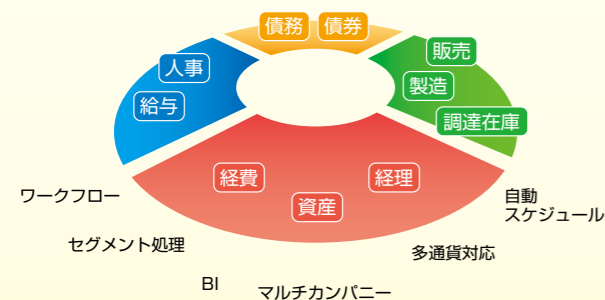 債務 債券
人事
給与
販売
製造
調達在庫
経費
資産
経理
ワークフロー
セグメント処理
BI
マルチカンパニー
多通貨対応
自動
スケジュール